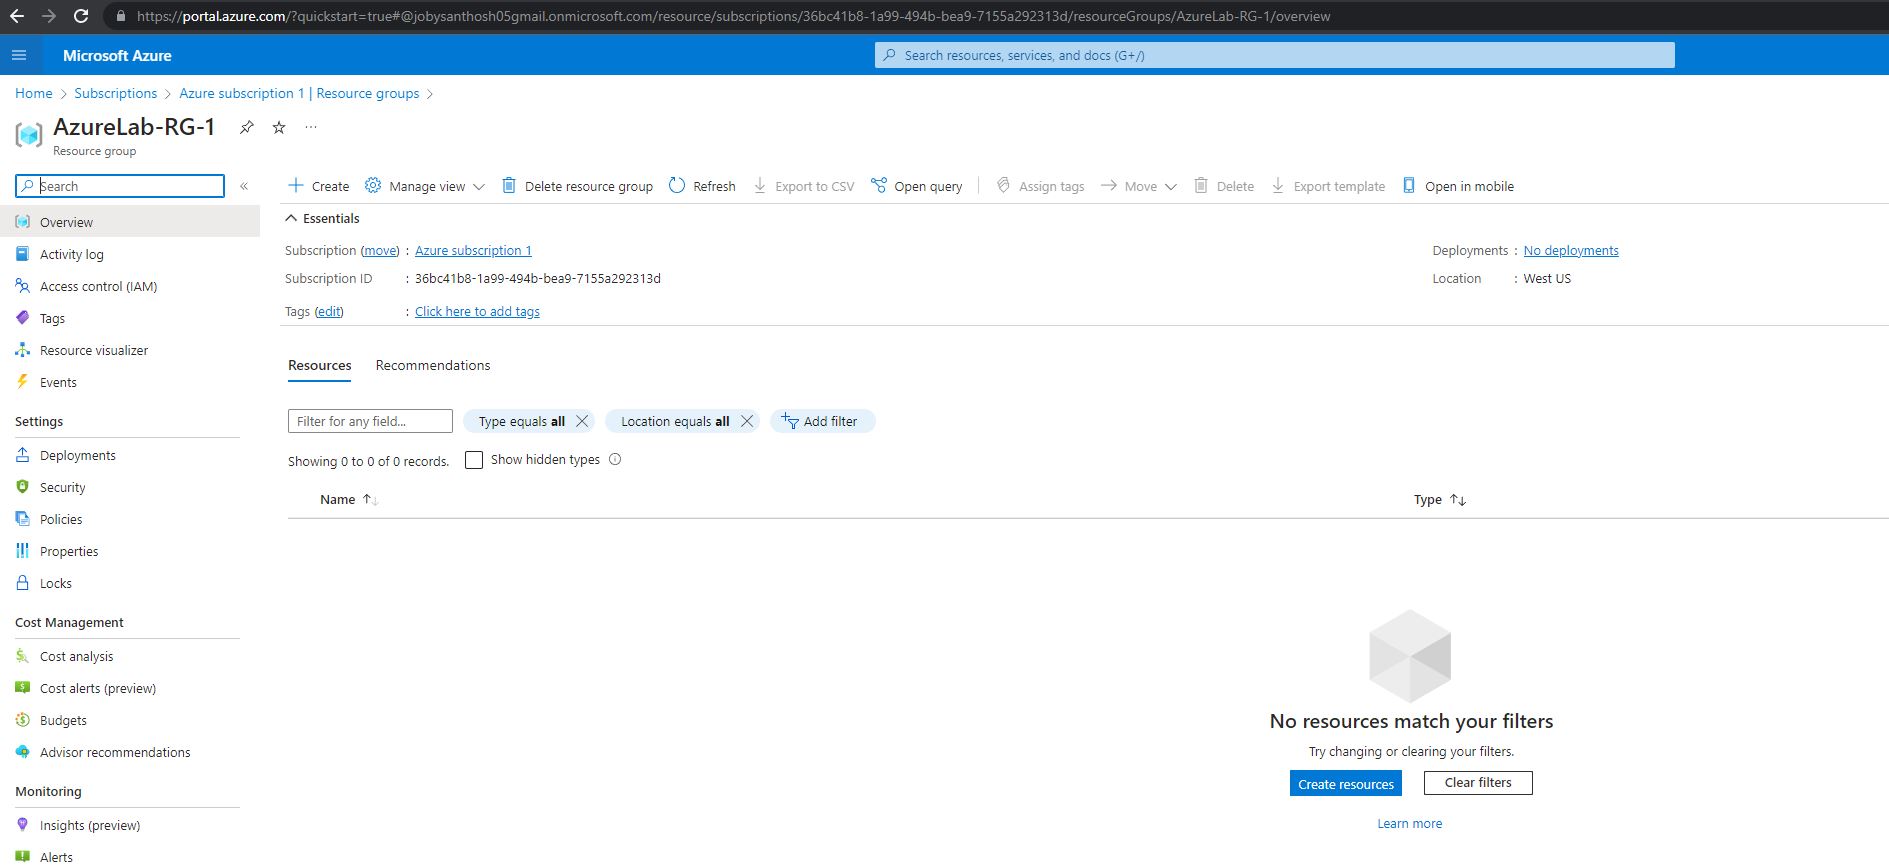 https://portal.azure.com/?quickstart=true#@jobysanthosh05gmail.onmicrosoft.com/resource/subscriptions/36bc41b8-1a99-494b-bea9-7155a292313d/resourceGroups/AzureLab-RG-1/overview
Microsoft Azure
Search resources, services, and docs (G+/)
Home > Subscriptions > Azure subscription 1 | Resource groups >
AzureLab-RG-1 ...
Resource group
Search «
Overview
Activity log
Access control (IAM)
Tags
Resource visualizer
Events
Settings
Deployments
Security
Policies
Properties
Locks
Cost Management
Cost analysis
Cost alerts (preview)
Budgets
Advisor recommendations
Monitoring
Insights (preview)
Alerts
Create Manage view Delete resource group Refresh Export to CSV Open query Assign tags Move Delete Export template Open in mobile
Essentials
Subscription (move) : Azure subscription 1
Subscription ID : 36bc41b8-1a99-494b-bea9-7155a292313d
Tags (edit) : Click here to add tags
Deployments : No deployments
Location : West US
Resources Recommendations
Filter for any field... Type equals all Location equals all Add filter
Showing 0 to 0 of 0 records. Show hidden types
Name ↑↓ Type ↑↓
No resources match your filters
Try changing or clearing your filters.
Create resources Clear filters
Learn more